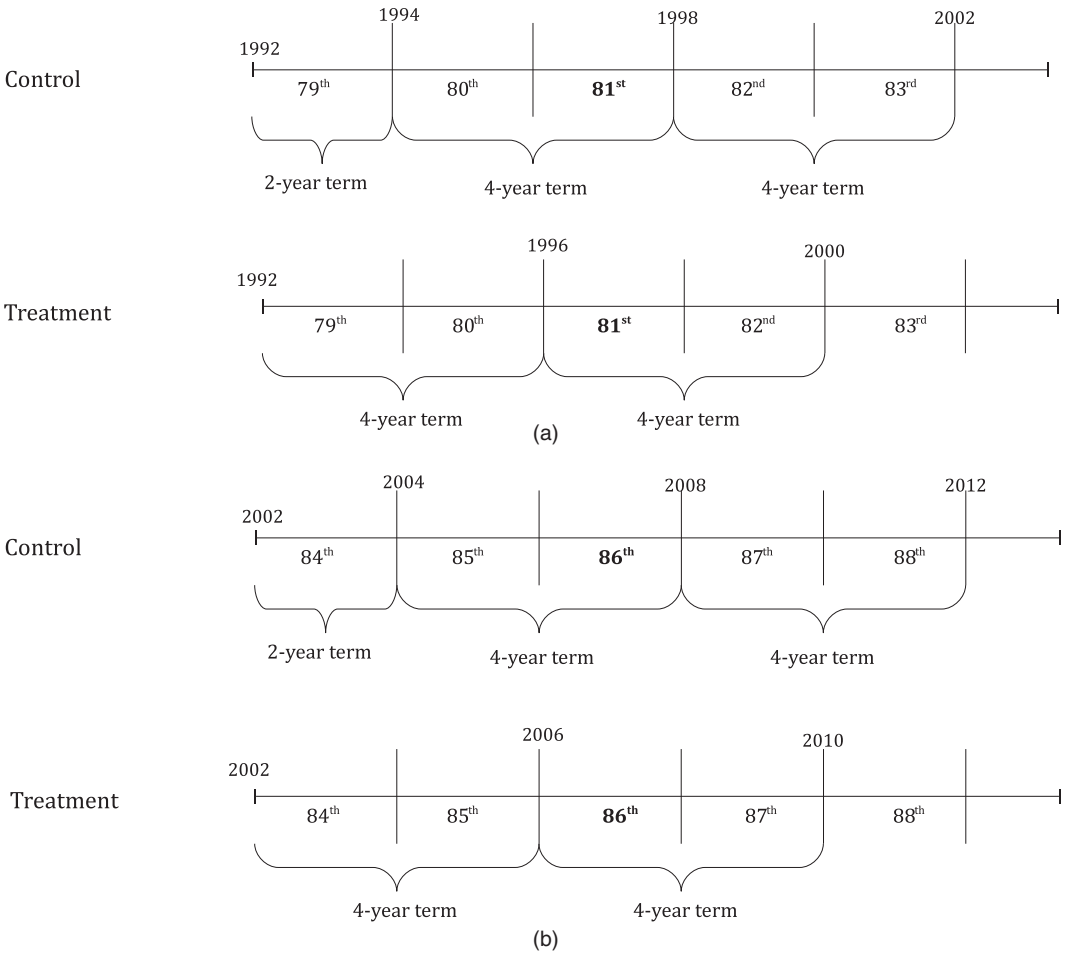 1994 1998 2002
1992
Control
79th 80th 81st 82nd 83rd
2-year term 4-year term 4-year term
1996 2000
1992
Treatment
79th 80th 81st 82nd 83rd
4-year term 4-year term
(a)
2004 2008 2012
2002
Control
84th 85th 86th 87th 88th
2-year term 4-year term 4-year term
2006 2010
2002
Treatment
84th 85th 86th 87th 88th
4-year term 4-year term
(b)